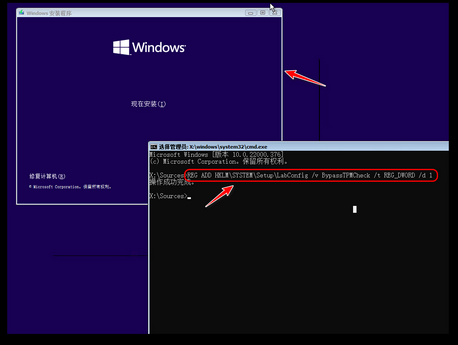 Windows 安装程序
Windows
现在安装(I)
修复计算机(R)
© Microsoft Corporation。保留所有权利。
选择管理员: X:\windows\system32\cmd.exe
Microsoft Windows [版本 10.0.22000.376]
(c) Microsoft Corporation。保留所有权利。
X:\Sources>REG ADD HKLM\SYSTEM\Setup\LabConfig /v BypassTPMCheck /t REG_DWORD /d 1
操作成功完成。
X:\Sources>